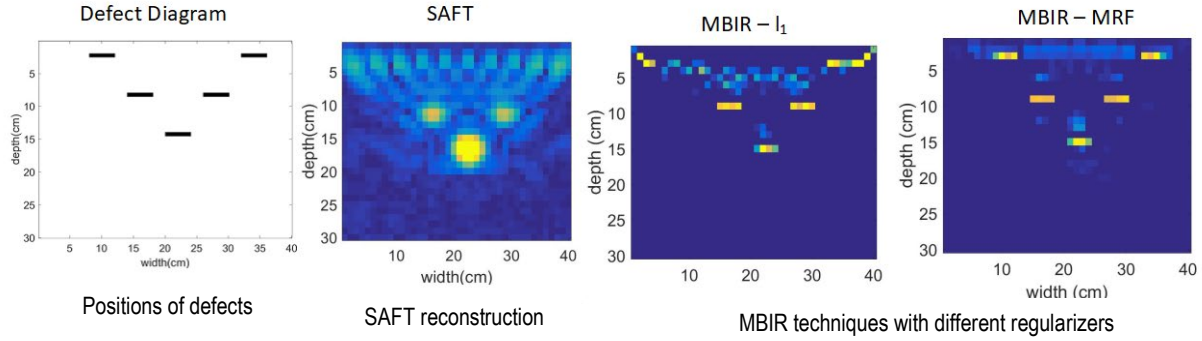 Defect Diagram
5
10
15
20
25
30
depth(cm)
5 10 15 20 25 30 35 40
width(cm)
Positions of defects
SAFT
5
10
15
20
25
30
depth (cm)
10 20 30 40
width(cm)
SAFT reconstruction
MBIR – l₁
5
10
15
20
25
30
depth (cm)
10 20 30 40
MBIR – MRF
5
10
15
20
25
30
depth (cm)
10 20 30 40
width (cm)
MBIR techniques with different regularizers